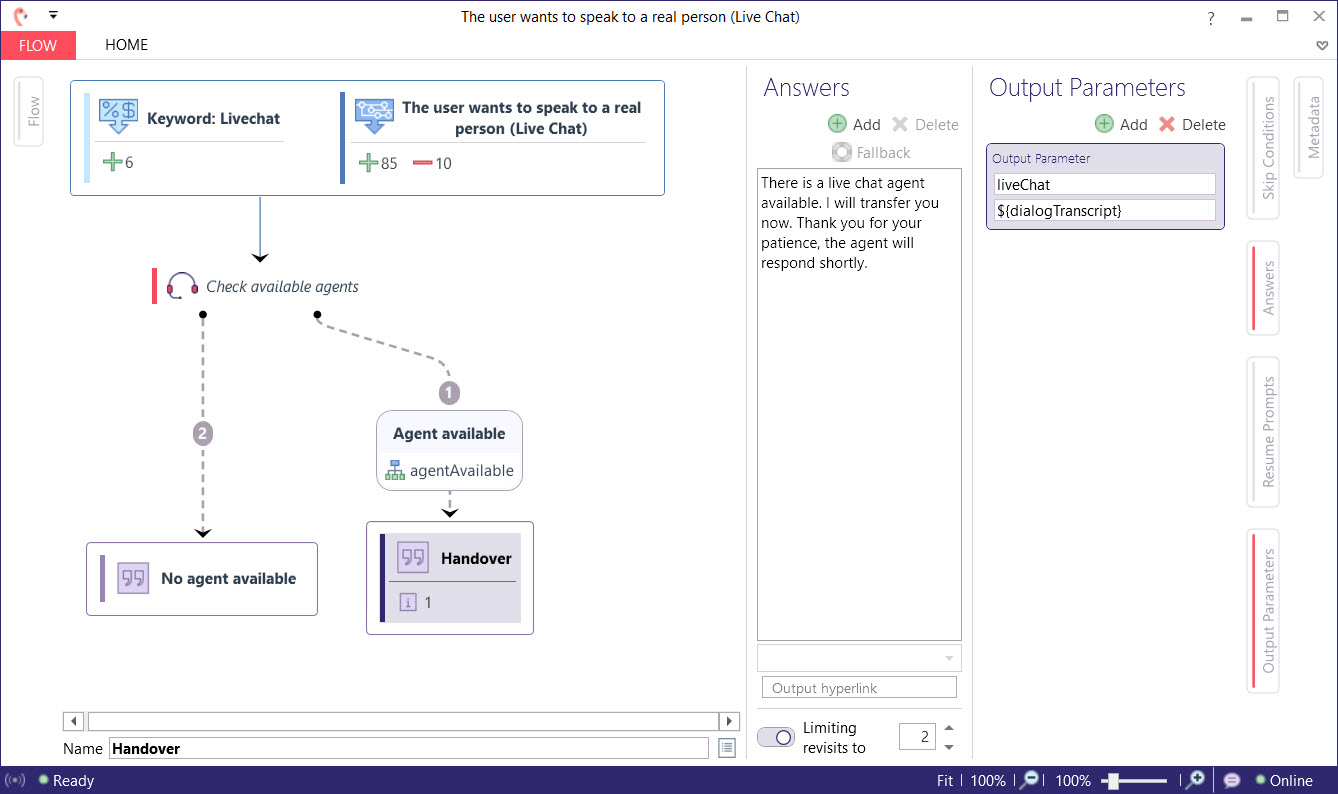 The user wants to speak to a real person (Live Chat)
?
FLOW
HOME
Flow
Keyword: Livechat
6
The user wants to speak to a real
person (Live Chat)
85
10
Check available agents
1
2
Agent available
agentAvailable
No agent available
Handover
i 1
Name Handover
Answers
Add Delete
Fallback
There is a live chat agent
available. I will transfer you
now. Thank you for your
patience, the agent will
respond shortly.
Output hyperlink
Limiting
revisits to
2
Output Parameters
Add Delete
Output Parameter
liveChat
${dialogTranscript}
Skip Conditions
Metadata
Answers
Resume Prompts
Output Parameters
Ready
Fit 100% 100% Online